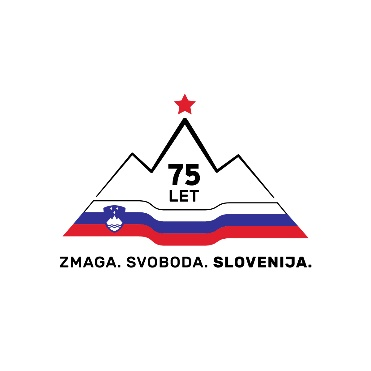 75
LET
ZMAGA. SVOBODA. SLOVENIJA.